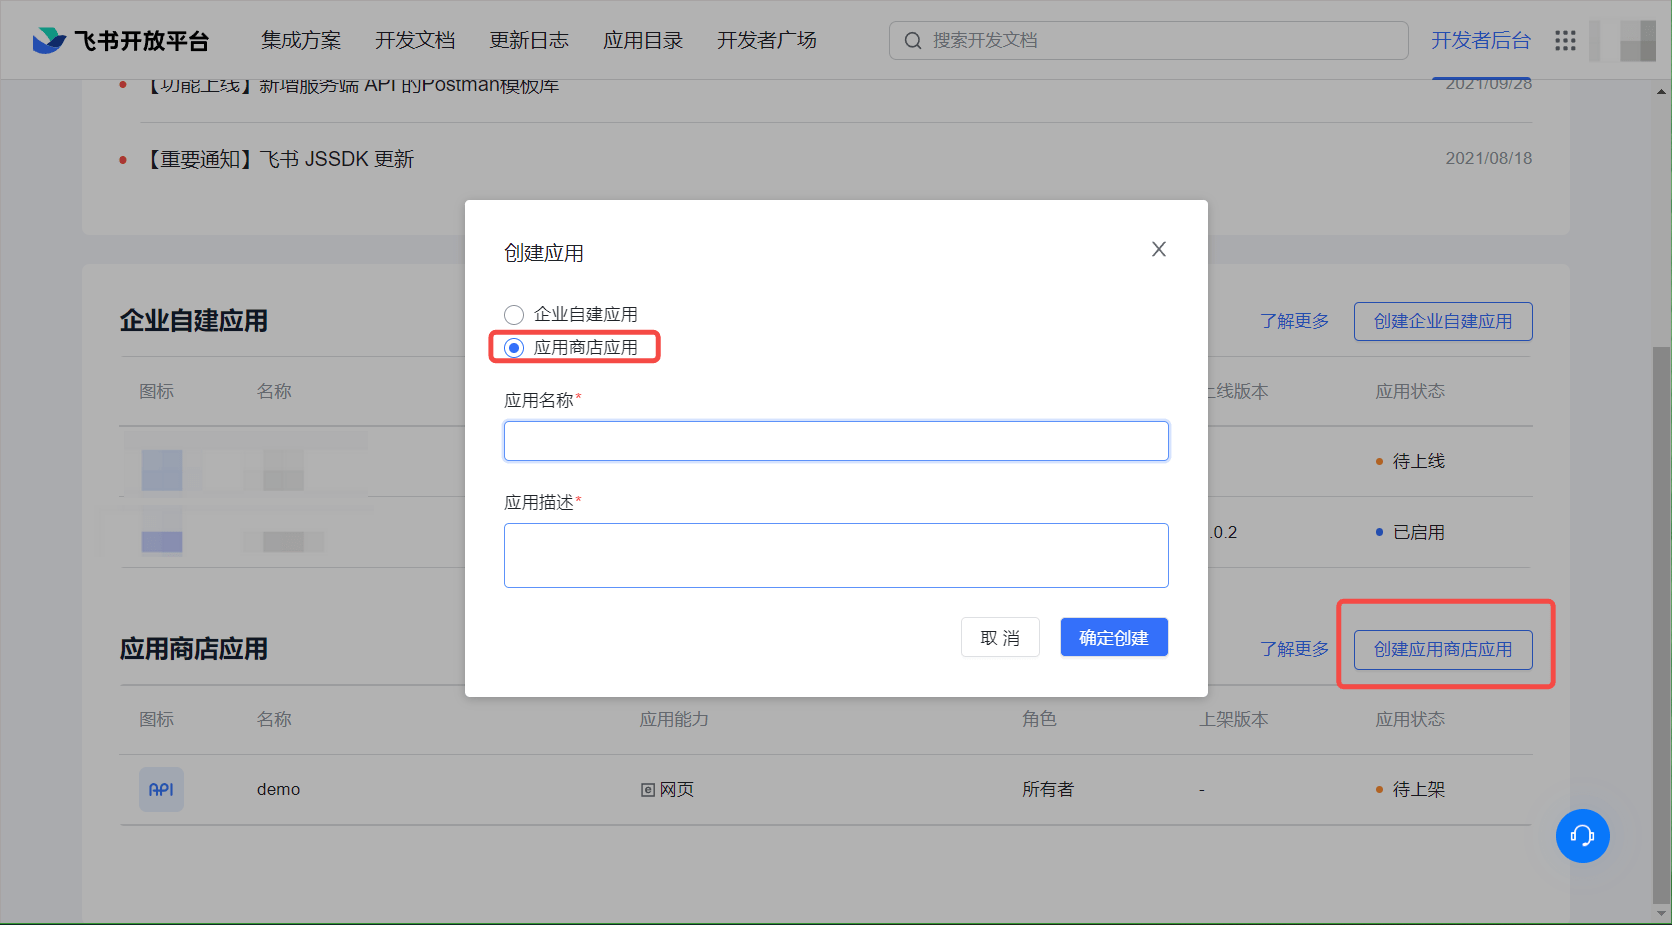 飞书开放平台 集成方案 开发文档 更新日志 应用目录 开发者广场 搜索开发文档 开发者后台
【功能上线】新增服务端 API 的Postman模板库 2021/09/28
【重要通知】飞书 JSSDK 更新 2021/08/18
创建应用
企业自建应用
应用商店应用
应用名称*
应用描述*
取 消 确定创建
企业自建应用 了解更多 创建企业自建应用
图标 名称 上线版本 应用状态
待上线
.0.2 已启用
应用商店应用 了解更多 创建应用商店应用
图标 名称 应用能力 角色 上架版本 应用状态
API demo 网页 所有者 - 待上架